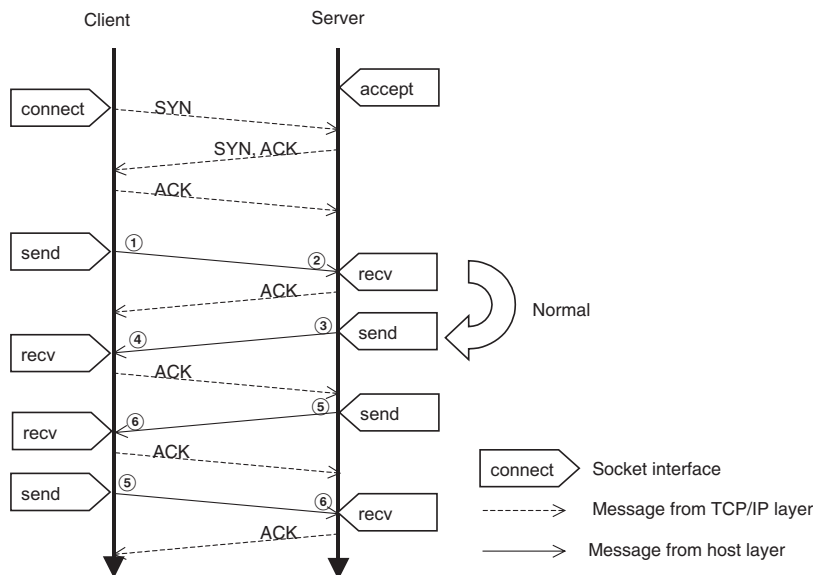 Client
Server
accept
connect
SYN
SYN, ACK
ACK
send
①
②
recv
ACK
Normal
③
send
④
recv
ACK
⑤
send
⑥
recv
ACK
send
⑤
⑥
recv
ACK
connect
Socket interface
Message from TCP/IP layer
Message from host layer